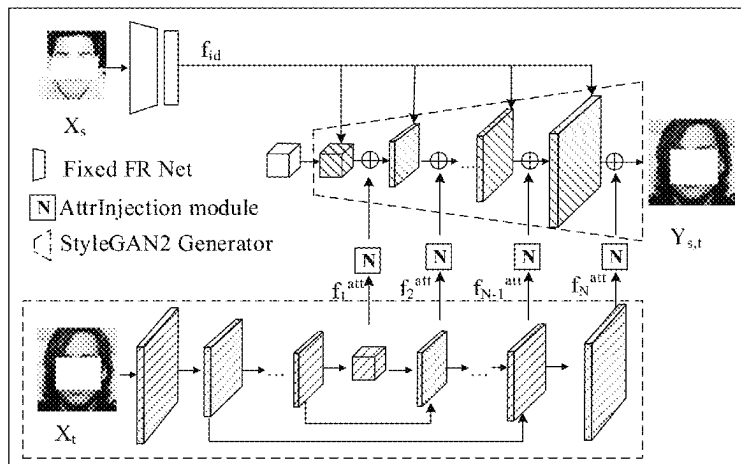 f_id
X_s
Fixed FR Net
N AttrInjection module
StyleGAN2 Generator
Y_s,t
N N N N
f_1^att f_2^att f_N-1^att f_N^att
X_t